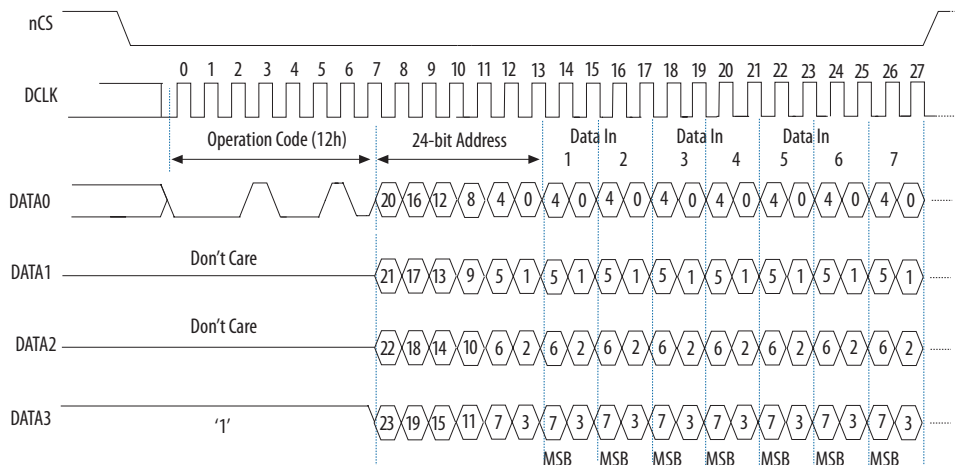 nCS
0 1 2 3 4 5 6 7 8 9 10 11 12 13 14 15 16 17 18 19 20 21 22 23 24 25 26 27
DCLK
Operation Code (12h) 24-bit Address Data In Data In Data In
1 2 3 4 5 6 7
DATA0 20 16 12 8 4 0 4 0 4 0 4 0 4 0 4 0 4 0 4 0
DATA1 Don't Care 21 17 13 9 5 1 5 1 5 1 5 1 5 1 5 1 5 1 5 1
DATA2 Don't Care 22 18 14 10 6 2 6 2 6 2 6 2 6 2 6 2 6 2 6 2
DATA3 '1' 23 19 15 11 7 3 7 3 7 3 7 3 7 3 7 3 7 3 7 3
MSB MSB MSB MSB MSB MSB MSB